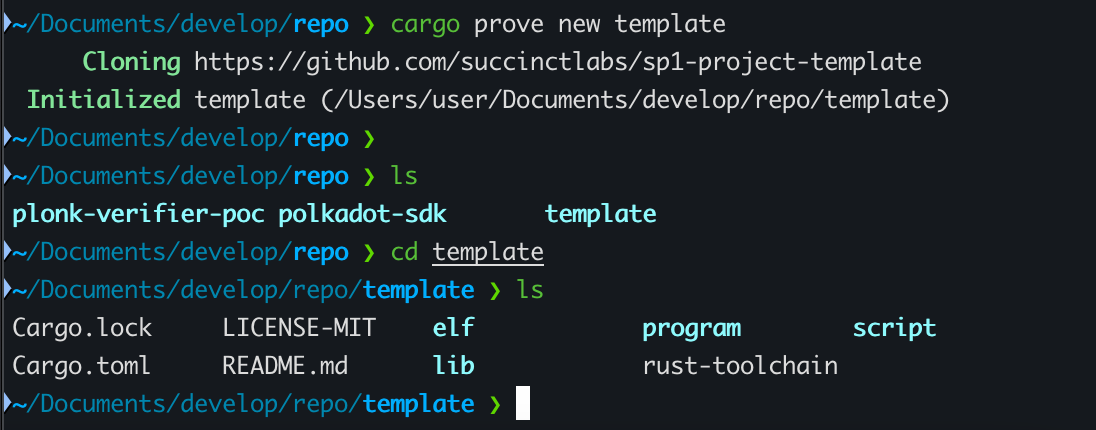 ~/Documents/develop/repo ❯ cargo prove new template
Cloning https://github.com/succinctlabs/sp1-project-template
Initialized template (/Users/user/Documents/develop/repo/template)
~/Documents/develop/repo ❯
~/Documents/develop/repo ❯ ls
plonk-verifier-poc polkadot-sdk template
~/Documents/develop/repo ❯ cd template
~/Documents/develop/repo/template ❯ ls
Cargo.lock LICENSE-MIT elf program script
Cargo.toml README.md lib rust-toolchain
~/Documents/develop/repo/template ❯